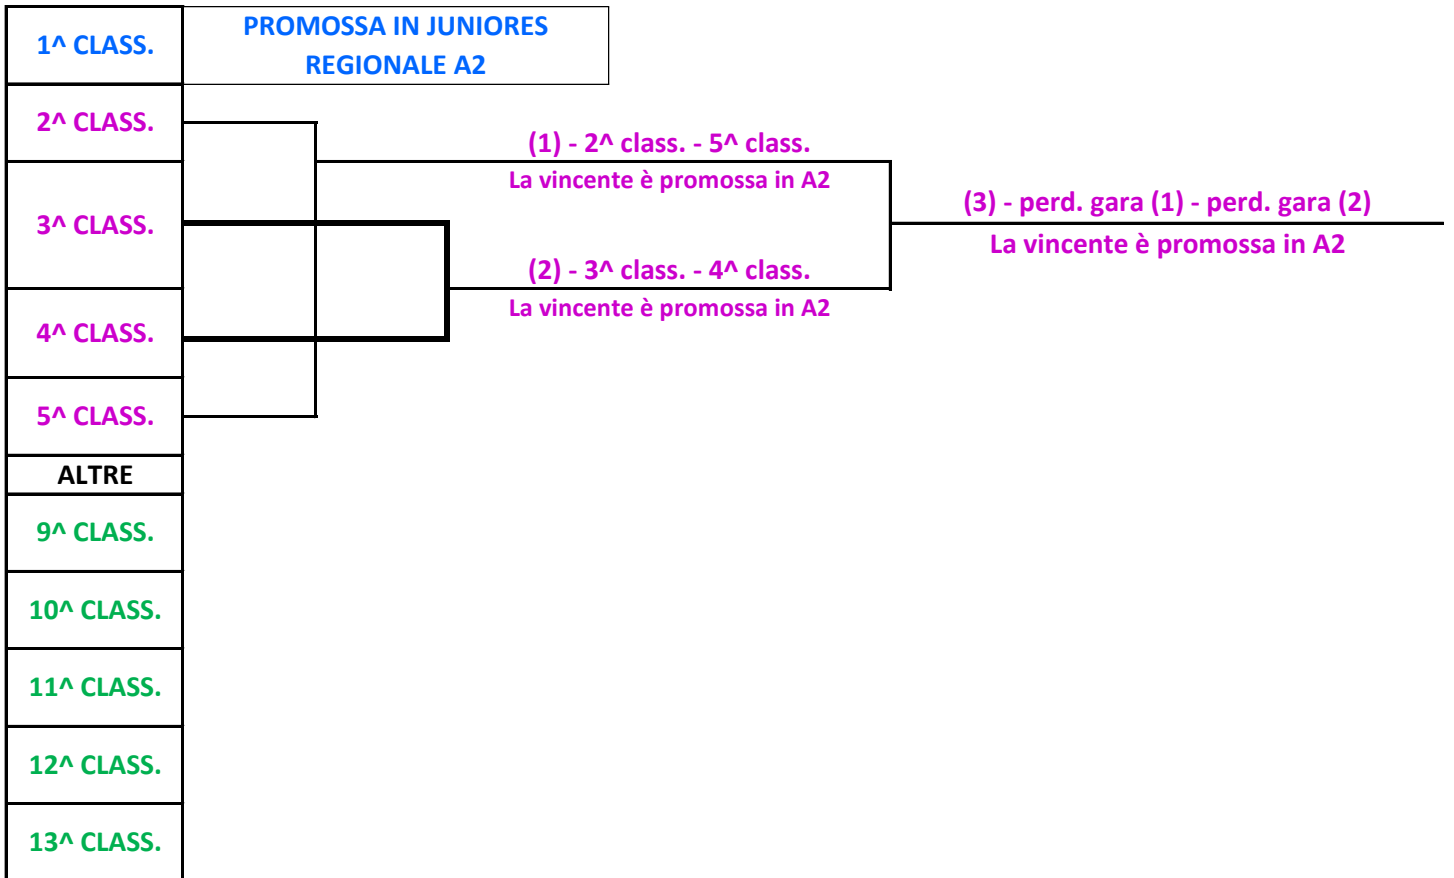 1^ CLASS.
PROMOSSA IN JUNIORES
REGIONALE A2
2^ CLASS.
(1) - 2^ class. - 5^ class.
La vincente è promossa in A2
3^ CLASS.
(3) - perd. gara (1) - perd. gara (2)
La vincente è promossa in A2
(2) - 3^ class. - 4^ class.
La vincente è promossa in A2
4^ CLASS.
5^ CLASS.
ALTRE
9^ CLASS.
10^ CLASS.
11^ CLASS.
12^ CLASS.
13^ CLASS.